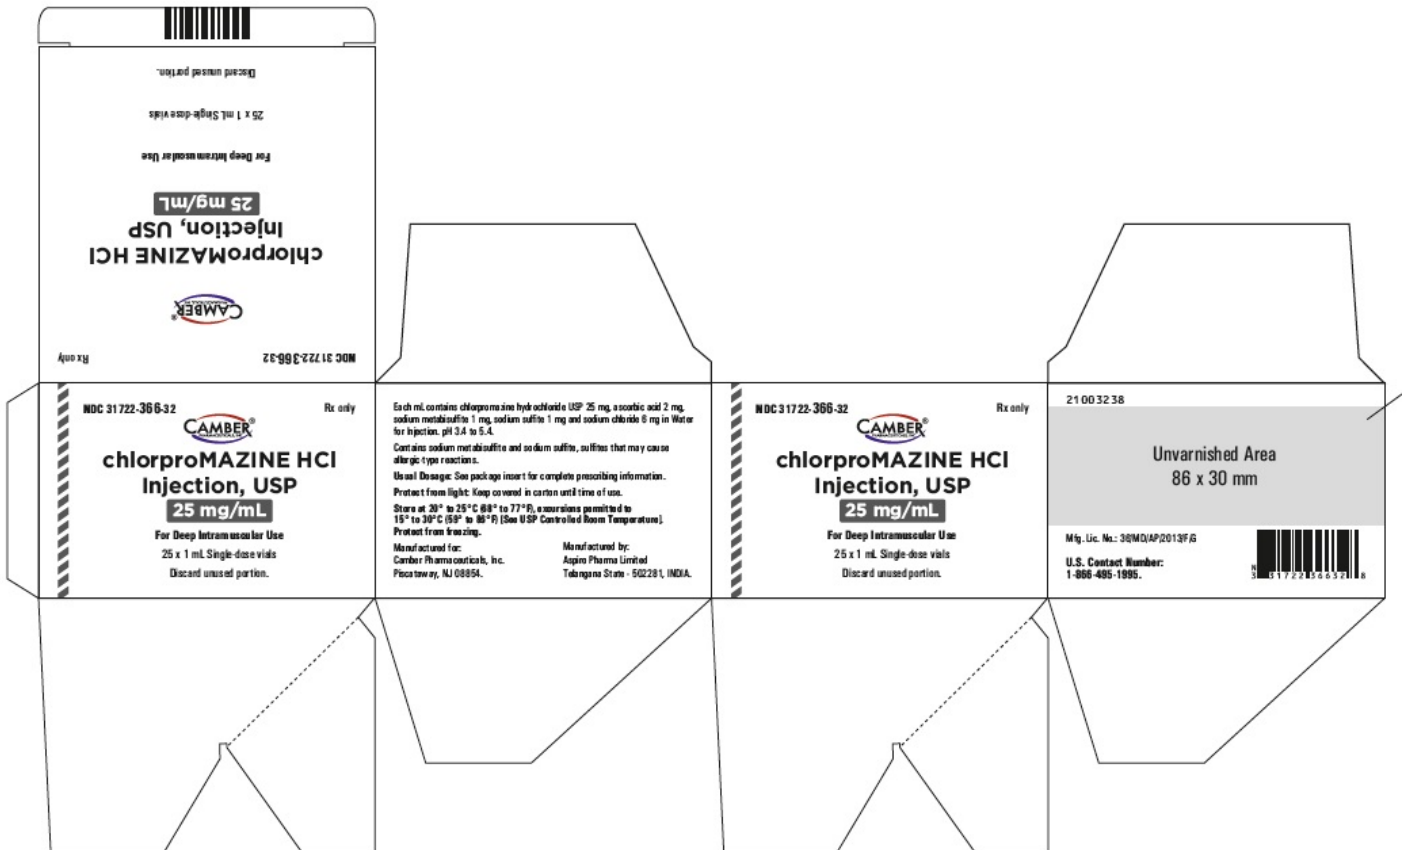 Discard unused portion.
25 x 1 mL Single-dose vials
For Deep Intramuscular Use
25 mg/mL
Injection, USP
chlorproMAZINE HCl
CAMBER®
PHARMACEUTICALS, INC.
Rx only
NDC 31722-366-32
NDC 31722-366-32
Rx only
CAMBER®
PHARMACEUTICALS, INC.
chlorproMAZINE HCl
Injection, USP
25 mg/mL
For Deep Intramuscular Use
25 x 1 mL Single-dose vials
Discard unused portion.
Each mL contains chlorpromazine hydrochloride USP 25 mg, ascorbic acid 2 mg,
sodium metabisulfite 1 mg, sodium sulfite 1 mg and sodium chloride 6 mg in Water
for Injection. pH 3.4 to 5.4.
Contains sodium metabisulfite and sodium sulfite, sulfites that may cause
allergic-type reactions.
Usual Dosage: See package insert for complete prescribing information.
Protect from light: Keep covered in carton until time of use.
Store at 20° to 25°C (68° to 77°F), excursions permitted to
15° to 30°C (59° to 86°F) [See USP Controlled Room Temperature].
Protect from freezing.
Manufactured for:
Camber Pharmaceuticals, Inc.
Piscataway, NJ 08854.
Manufactured by:
Aspiro Pharma Limited
Telangana State - 502281, INDIA.
NDC 31722-366-32
Rx only
CAMBER®
PHARMACEUTICALS, INC.
chlorproMAZINE HCl
Injection, USP
25 mg/mL
For Deep Intramuscular Use
25 x 1 mL Single-dose vials
Discard unused portion.
21003238
Unvarnished Area
86 x 30 mm
Mfg. Lic. No.: 36/MD/AP/2013/F,G
U.S. Contact Number:
1-866-495-1995.
N
3 31722 36632 8